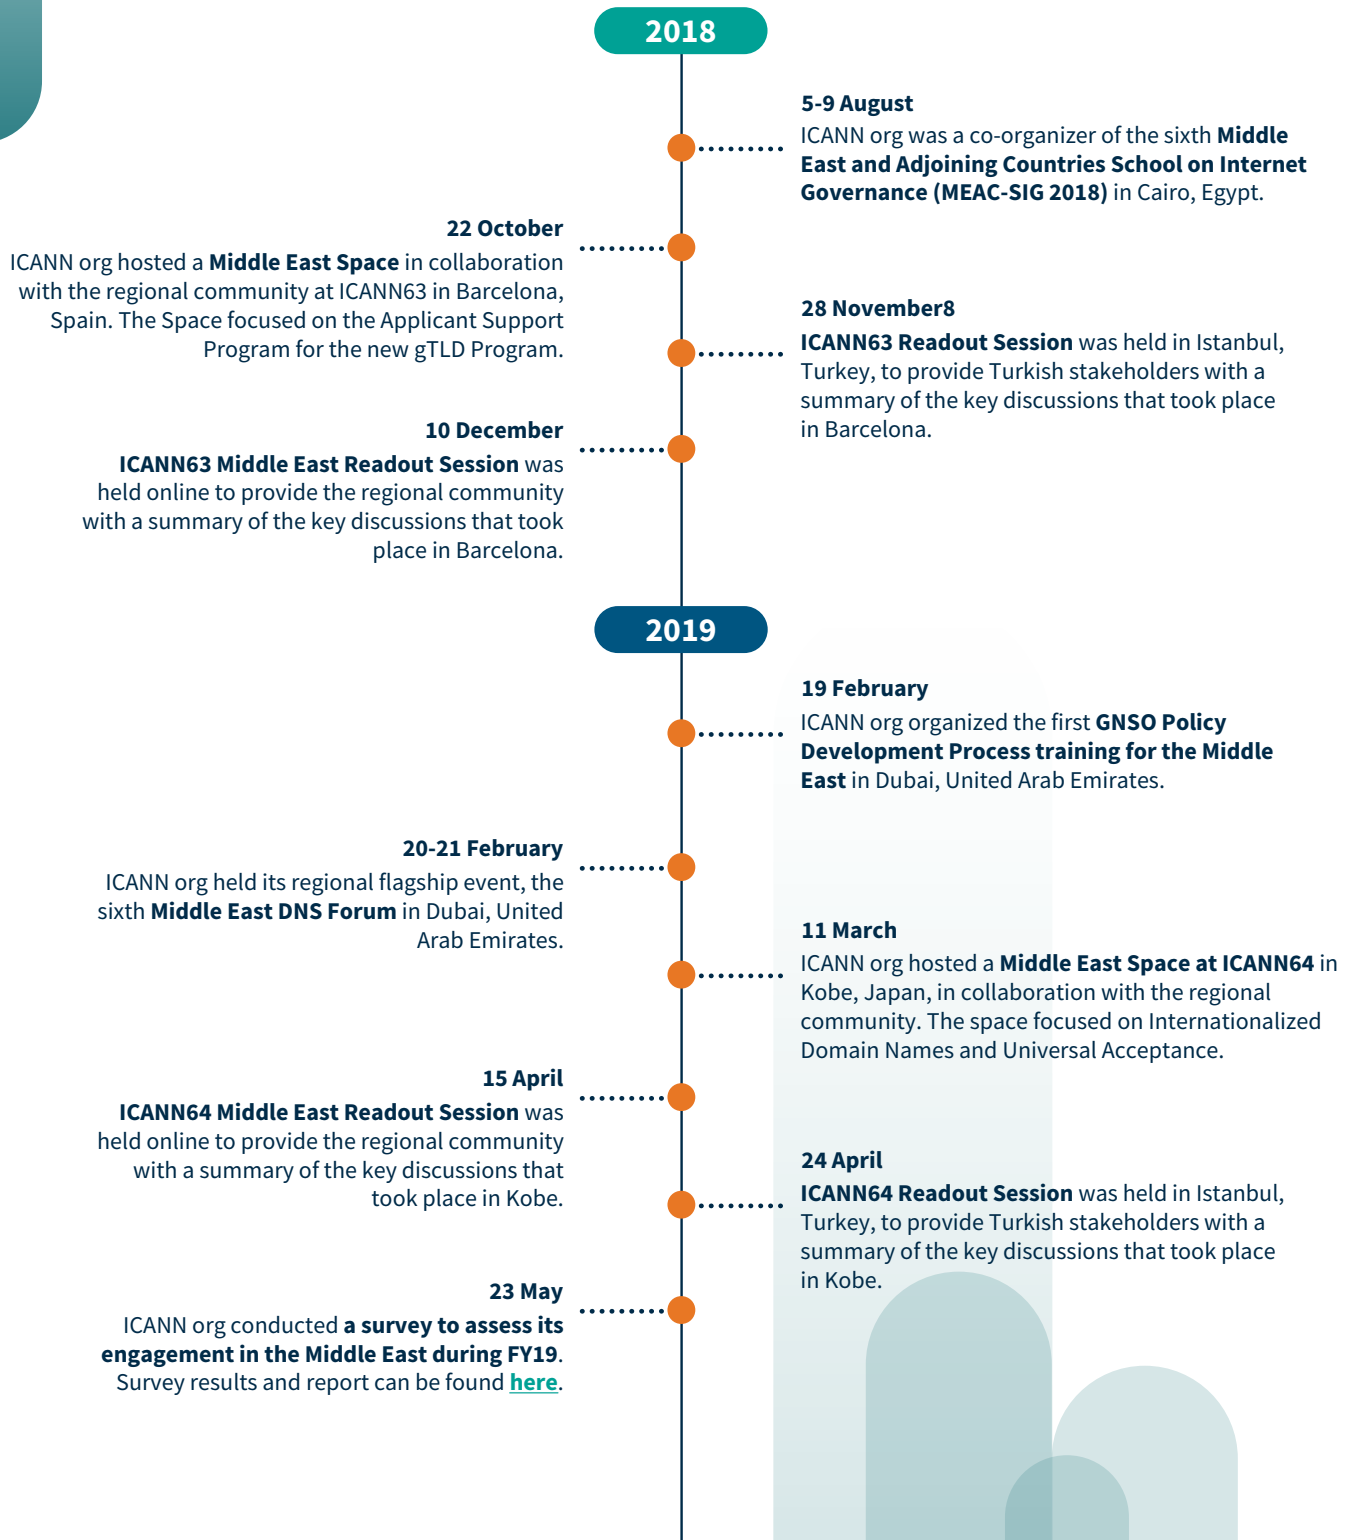 2018
5-9 August
ICANN org was a co-organizer of the sixth Middle
East and Adjoining Countries School on Internet
Governance (MEAC-SIG 2018) in Cairo, Egypt.
22 October
ICANN org hosted a Middle East Space in collaboration
with the regional community at ICANN63 in Barcelona,
Spain. The Space focused on the Applicant Support
Program for the new gTLD Program.
28 November8
ICANN63 Readout Session was held in Istanbul,
Turkey, to provide Turkish stakeholders with a
summary of the key discussions that took place
in Barcelona.
10 December
ICANN63 Middle East Readout Session was
held online to provide the regional community
with a summary of the key discussions that took
place in Barcelona.
2019
19 February
ICANN org organized the first GNSO Policy
Development Process training for the Middle
East in Dubai, United Arab Emirates.
20-21 February
ICANN org held its regional flagship event, the
sixth Middle East DNS Forum in Dubai, United
Arab Emirates.
11 March
ICANN org hosted a Middle East Space at ICANN64 in
Kobe, Japan, in collaboration with the regional
community. The space focused on Internationalized
Domain Names and Universal Acceptance.
15 April
ICANN64 Middle East Readout Session was
held online to provide the regional community
with a summary of the key discussions that
took place in Kobe.
24 April
ICANN64 Readout Session was held in Istanbul,
Turkey, to provide Turkish stakeholders with a
summary of the key discussions that took place
in Kobe.
23 May
ICANN org conducted a survey to assess its
engagement in the Middle East during FY19.
Survey results and report can be found here.